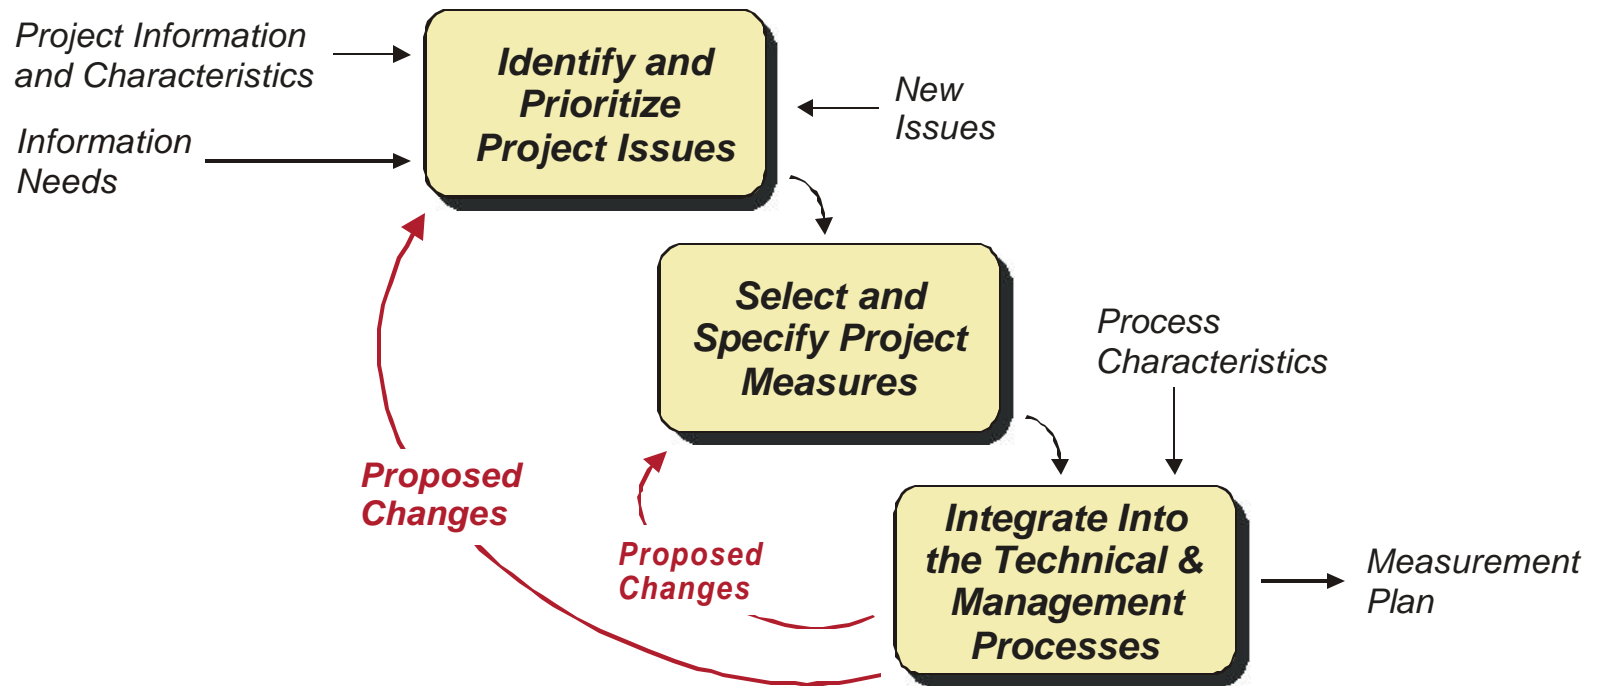 Project Information
and Characteristics
Information
Needs
Identify and
Prioritize
Project Issues
New
Issues
Select and
Specify Project
Measures
Process
Characteristics
Proposed
Changes
Proposed
Changes
Integrate Into
the Technical &
Management
Processes
Measurement
Plan